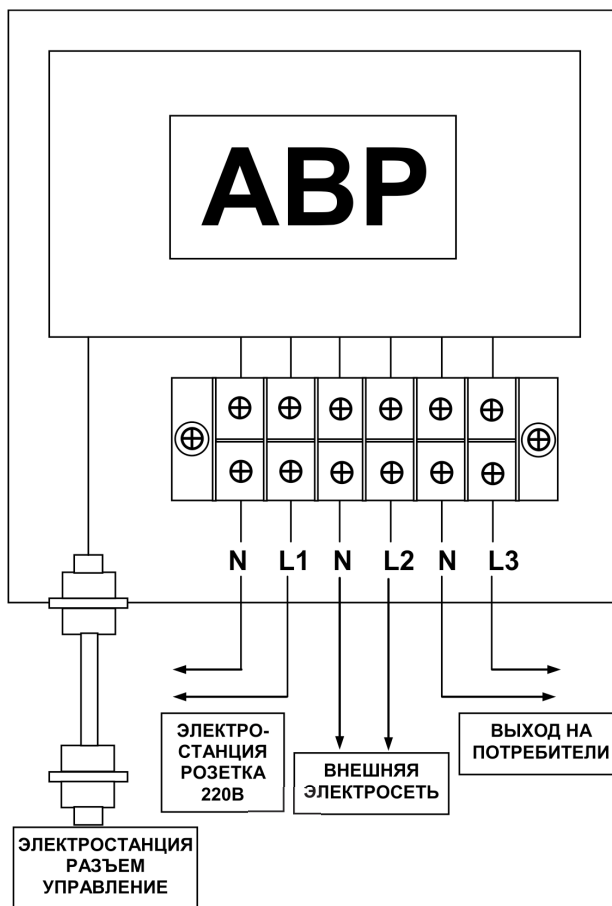 АВР
N L1 N L2 N L3
ЭЛЕКТРО-
СТАНЦИЯ
РОЗЕТКА
220В
ВНЕШНЯЯ
ЭЛЕКТРОСЕТЬ
ВЫХОД НА
ПОТРЕБИТЕЛИ
ЭЛЕКТРОСТАНЦИЯ
РАЗЪЕМ
УПРАВЛЕНИЕ